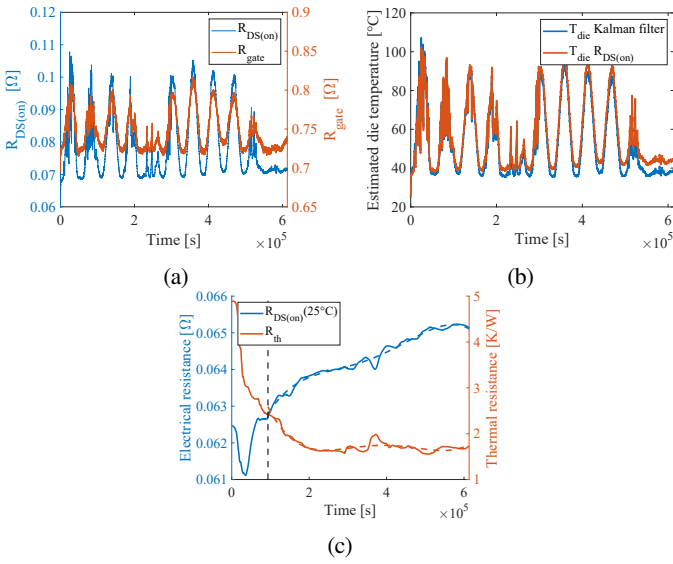 0.12
0.11
0.1
0.09
0.08
0.07
0.06
R_DS(on) [Ω]
R_DS(on)
R_gate
0.9
0.85
0.8
0.75
0.7
0.65
R_gate [Ω]
0 2 4 6
Time [s]
×10^5
(a)
120
100
80
60
40
20
Estimated die temperature [°C]
T_die Kalman filter
T_die R_DS(on)
0 2 4 6
Time [s]
×10^5
(b)
0.066
0.065
0.064
0.063
0.062
0.061
Electrical resistance [Ω]
R_DS(on)(25°C)
R_th
5
4
3
2
1
Thermal resistance [K/W]
0 2 4 6
Time [s]
×10^5
(c)